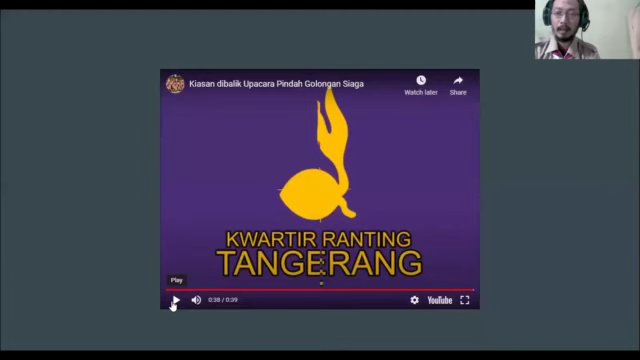 Kiasan dibalik Upacara Pindah Golongan Siaga
Watch later
Share
KWARTIR RANTING
TANGERANG
Play
0:38 / 0:39
YouTube